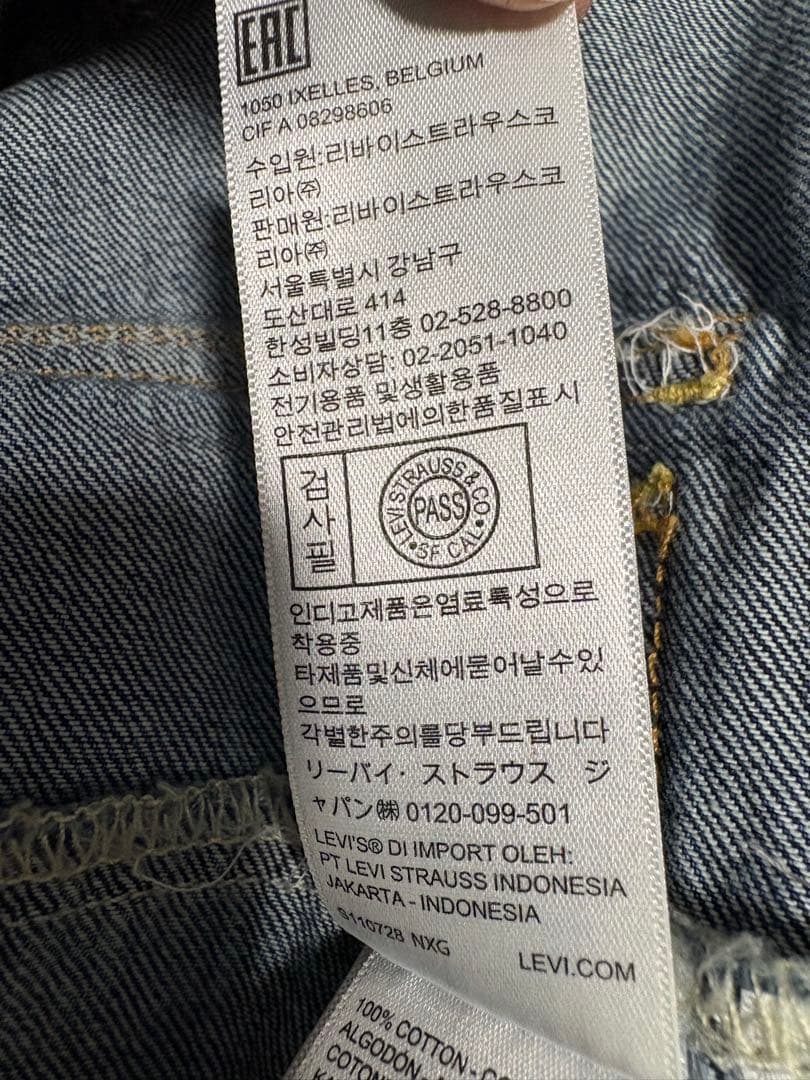 EAC
1050 IXELLES, BELGIUM
CIF A 08298606
수입원:리바이스트라우스코
리아㈜
판매원:리바이스트라우스코
리아㈜
서울특별시 강남구
도산대로 414
한성빌딩11층 02-528-8800
소비자상담: 02-2051-1040
전기용품 및생활용품
안전관리법에의한품질표시
검사필
LEVI STRAUSS & CO
PASS
SF CAL
인디고제품은염료특성으로
착용중
타제품및신체에묻어날수있
으므로
각별한주의를당부드립니다
リーバイ・ ストラウス ジ
ャパン㈱ 0120-099-501
LEVI'S® DI IMPORT OLEH:
PT LEVI STRAUSS INDONESIA
JAKARTA - INDONESIA
S110728 NXG
LEVI.COM
100% COTTON -
ALGODÓN -